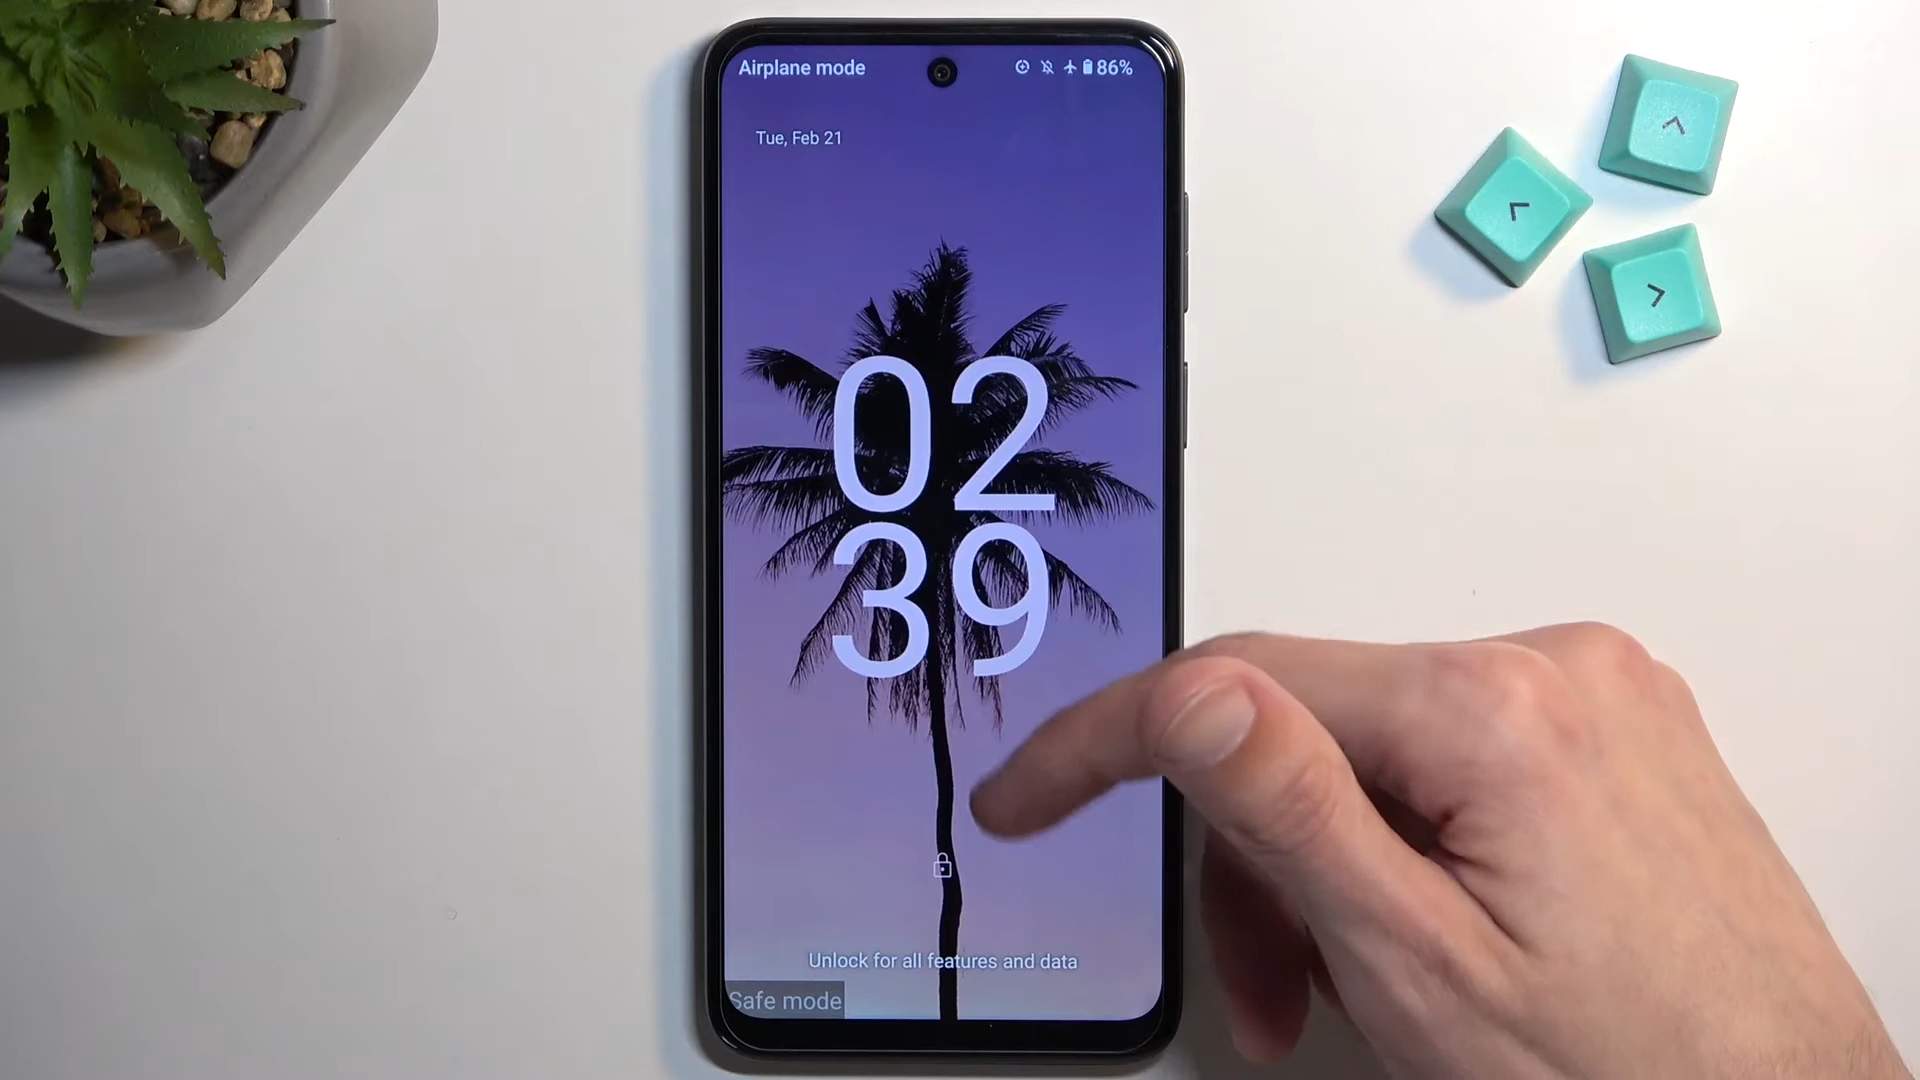 Airplane mode
86%
Tue, Feb 21
02
39
Unlock for all features and data
Safe mode